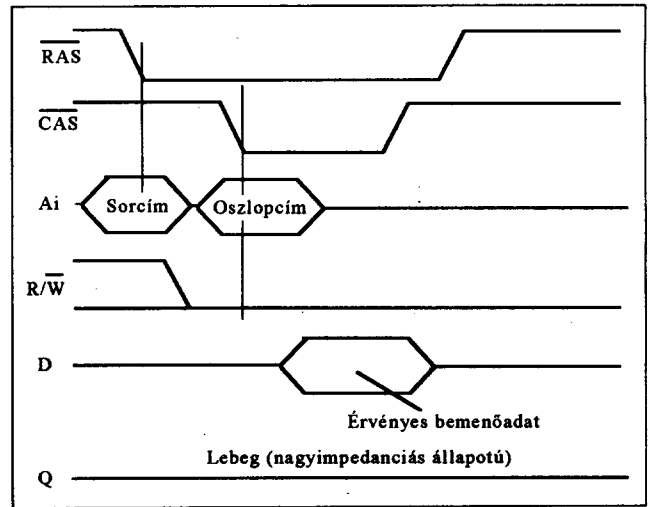 RAS
CAS
Ai Sorcím Oszlopcím
R/W
D
Érvényes bemenőadat
Lebeg (nagyimpedanciás állapotú)
Q